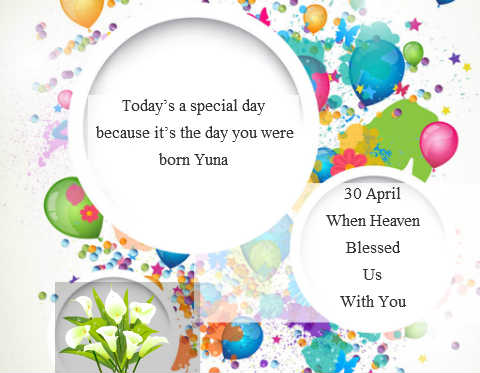 Today’s a special day
because it’s the day you were
born Yuna
30 April
When Heaven
Blessed
Us
With You